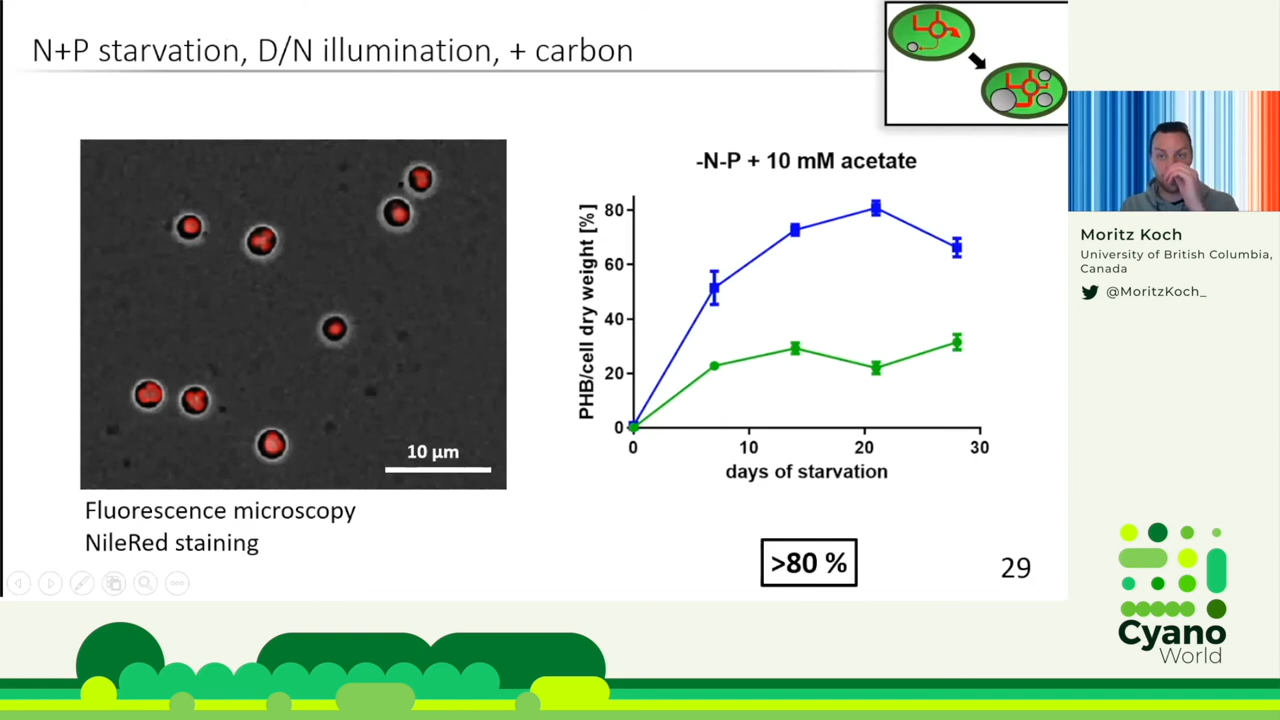 N+P starvation, D/N illumination, + carbon
10 µm
Fluorescence microscopy
NileRed staining
-N-P + 10 mM acetate
PHB/cell dry weight [%]
80
60
40
20
0
0 10 20 30
days of starvation
>80 %
29
Moritz Koch
University of British Columbia,
Canada
@MoritzKoch_
Cyano
World